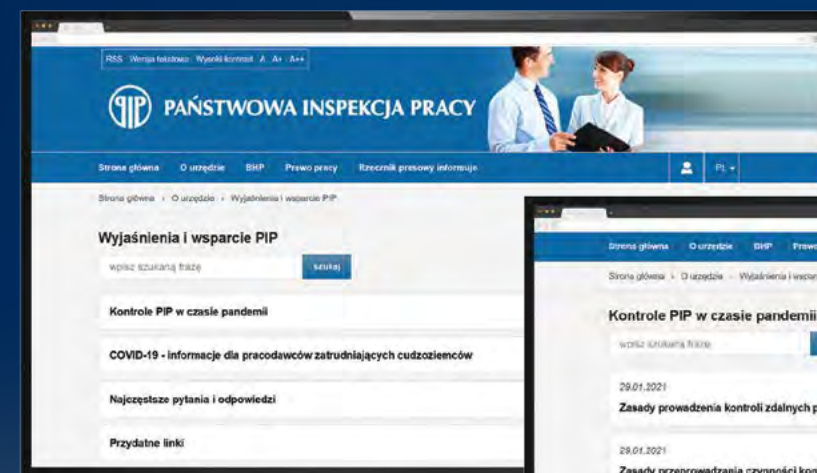 RSS Wersja tekstowa Wysoki kontrast A A+ A++
PIP PAŃSTWOWA INSPEKCJA PRACY
Strona główna O urzędzie BHP Prawo pracy Rzecznik prasowy informuje
PL
Strona główna › O urzędzie › Wyjaśnienia i wsparcie PIP
Wyjaśnienia i wsparcie PIP
wpisz szukaną frazę szukaj
Kontrole PIP w czasie pandemii
COVID-19 - informacje dla pracodawców zatrudniających cudzoziemców
Najczęstsze pytania i odpowiedzi
Przydatne linki
Strona główna O urzędzie BHP
Strona główna › O urzędzie › Wyjaśnienia i
Kontrole PIP w czasie pandemii
wpisz szukaną frazę
29.01.2021
Zasady prowadzenia kontroli zdalnych p
29.01.2021
Zasady przeprowadzania czynności kon